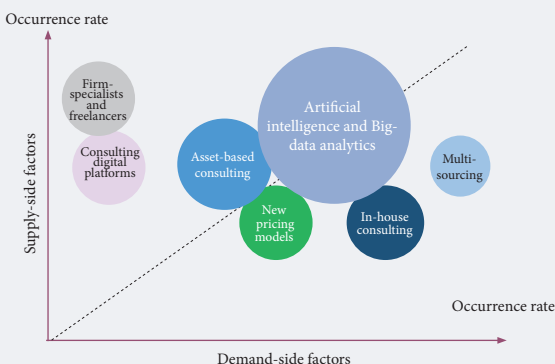 Occurrence rate
Supply-side factors
Firm-
specialists
and
freelancers
Consulting
digital
platforms
Asset-based
consulting
Artificial
intelligence and Big-
data analytics
New
pricing
models
In-house
consulting
Multi-
sourcing
Occurrence rate
Demand-side factors